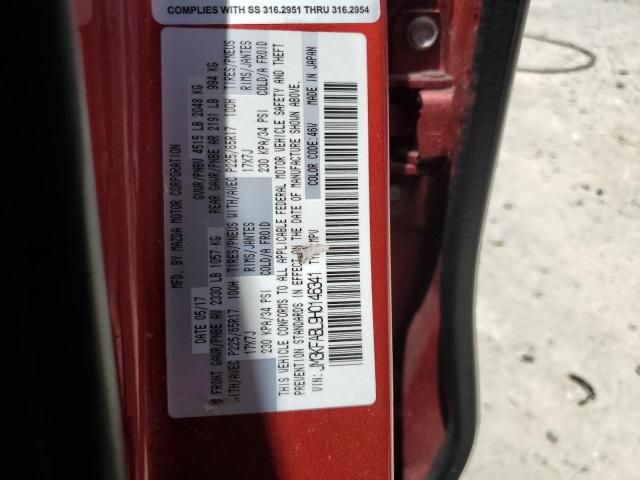 COMPLIES WITH SS 316.2951 THRU 316.2954
MFD. BY MAZDA MOTOR CORPORATION
DATE 05/17 GVWR/PNBV 4515 LB 2048 KG
FRONT GAWR/PNBE AV 2330 LB 1057 KG REAR GAWR/PNBE AR 2191 LB 994 KG
WITH/AVEC P225/65R17 100H TIRES/PNEUS WITH/AVEC P225/65R17 100H TIRES/PNEUS
17X7J RIMS/JANTES 17X7J RIMS/JANTES
230 KPA/34 PSI COLD/A FROID 230 KPA/34 PSI COLD/A FROID
THIS VEHICLE CONFORMS TO ALL APPLICABLE FEDERAL MOTOR VEHICLE SAFETY AND THEFT
PREVENTION STANDARDS IN EFFECT ON THE DATE OF MANUFACTURE SHOWN ABOVE.
VIN: JM3KFABL9H0146341 MPV COLOR CODE:46V MADE IN JAPAN